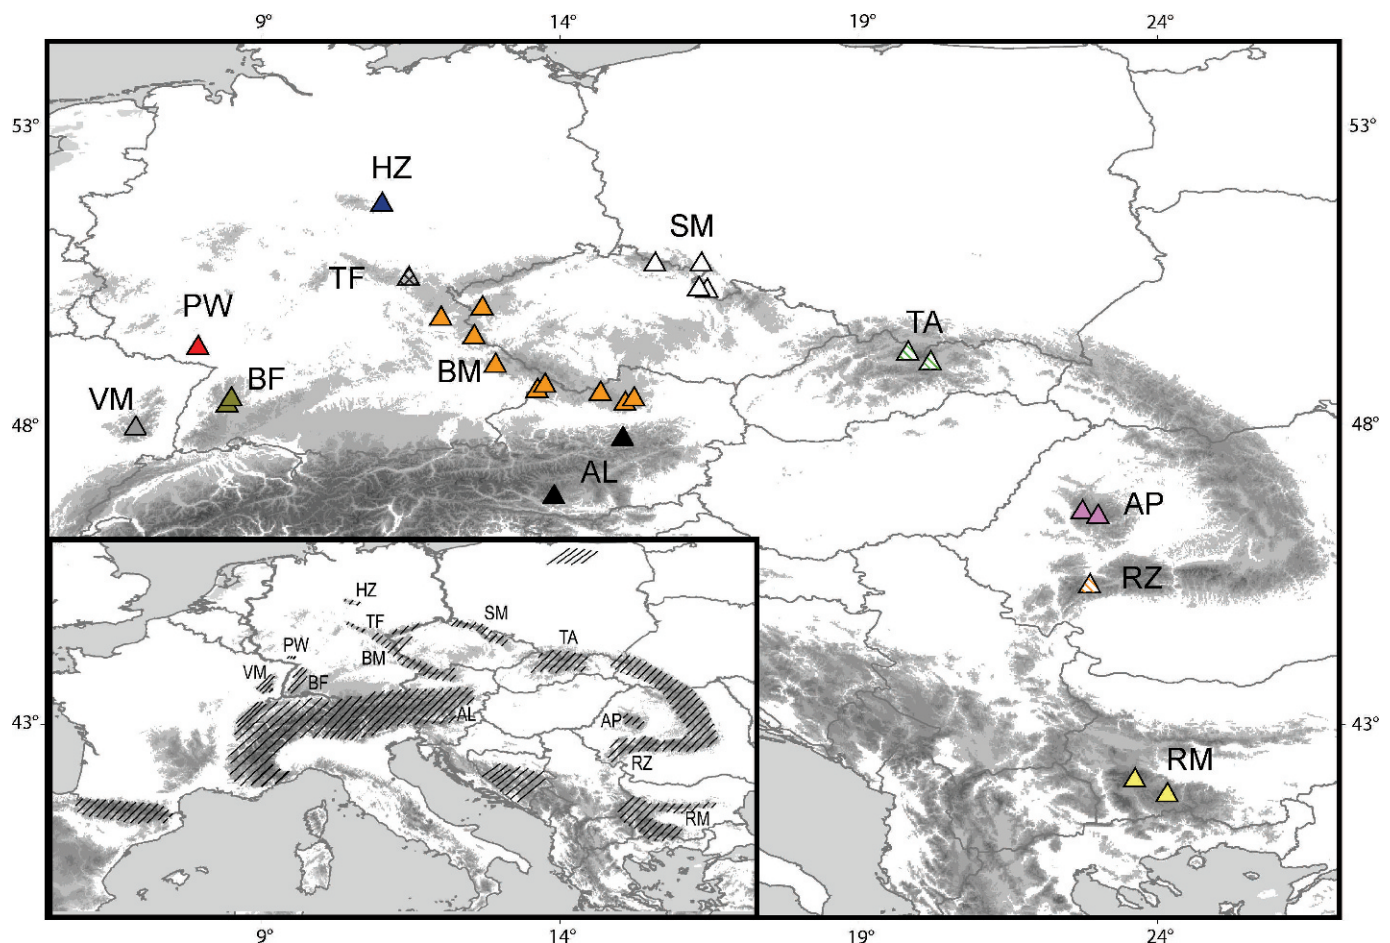 9° 14° 19° 24°
53° 53°
HZ
SM
TF
PW
TA
BM
BF
VM
48° 48°
AL
AP
RZ
HZ
TF
SM
PW
TA
BM
VM
BF
AL
AP
43° 43°
RZ
RM
RM
9° 14° 19° 24°